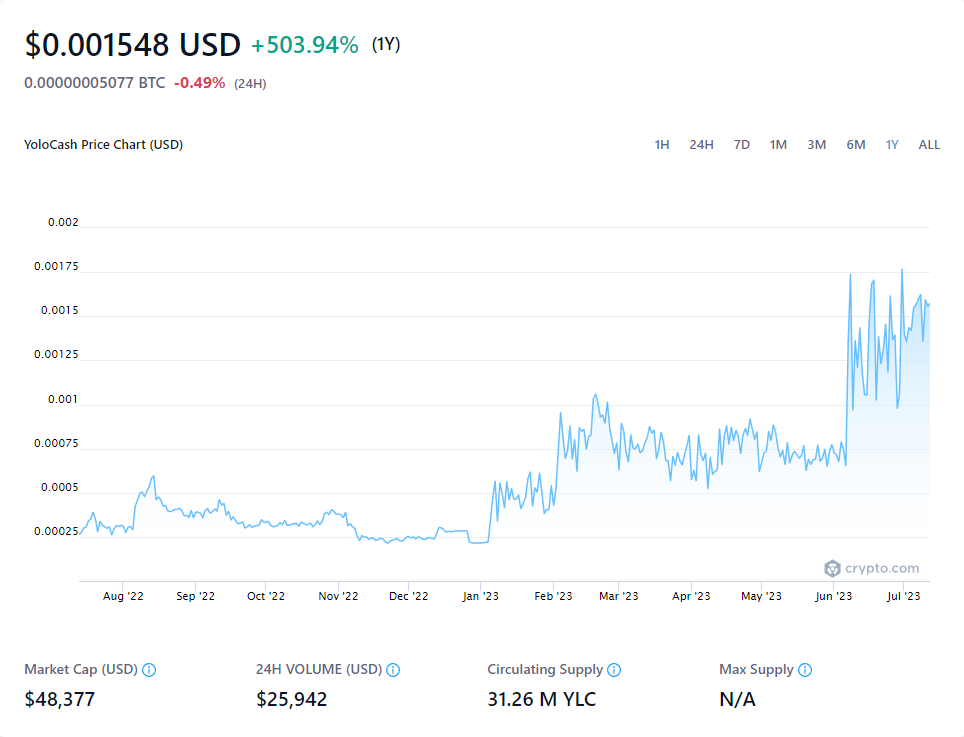 $0.001548 USD +503.94% (1Y)
0.00000005077 BTC -0.49% (24H)
YoloCash Price Chart (USD) 1H 24H 7D 1M 3M 6M 1Y ALL
0.002
0.00175
0.0015
0.00125
0.001
0.00075
0.0005
0.00025
crypto.com
Aug '22 Sep '22 Oct '22 Nov '22 Dec '22 Jan '23 Feb '23 Mar '23 Apr '23 May '23 Jun '23 Jul '23
Market Cap (USD) 24H VOLUME (USD) Circulating Supply Max Supply
$48,377 $25,942 31.26 M YLC N/A